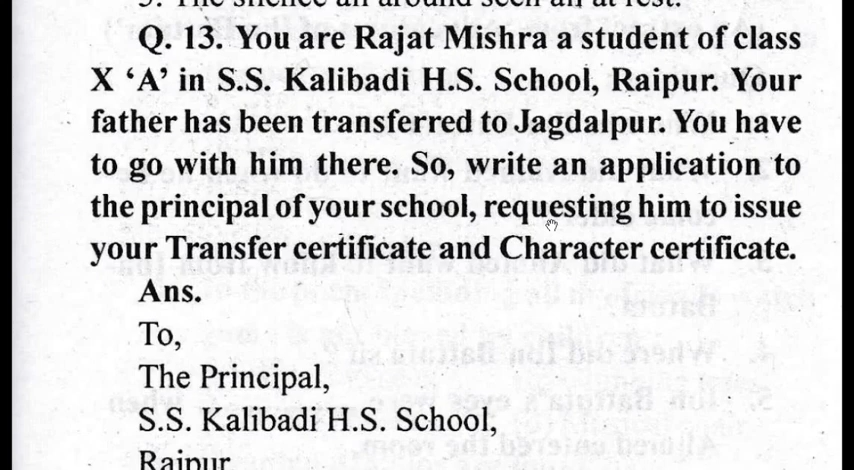 Q. 13. You are Rajat Mishra a student of class
X ‘A’ in S.S. Kalibadi H.S. School, Raipur. Your
father has been transferred to Jagdalpur. You have
to go with him there. So, write an application to
the principal of your school, requesting him to issue
your Transfer certificate and Character certificate.
Ans.
To,
The Principal,
S.S. Kalibadi H.S. School,
Raipur